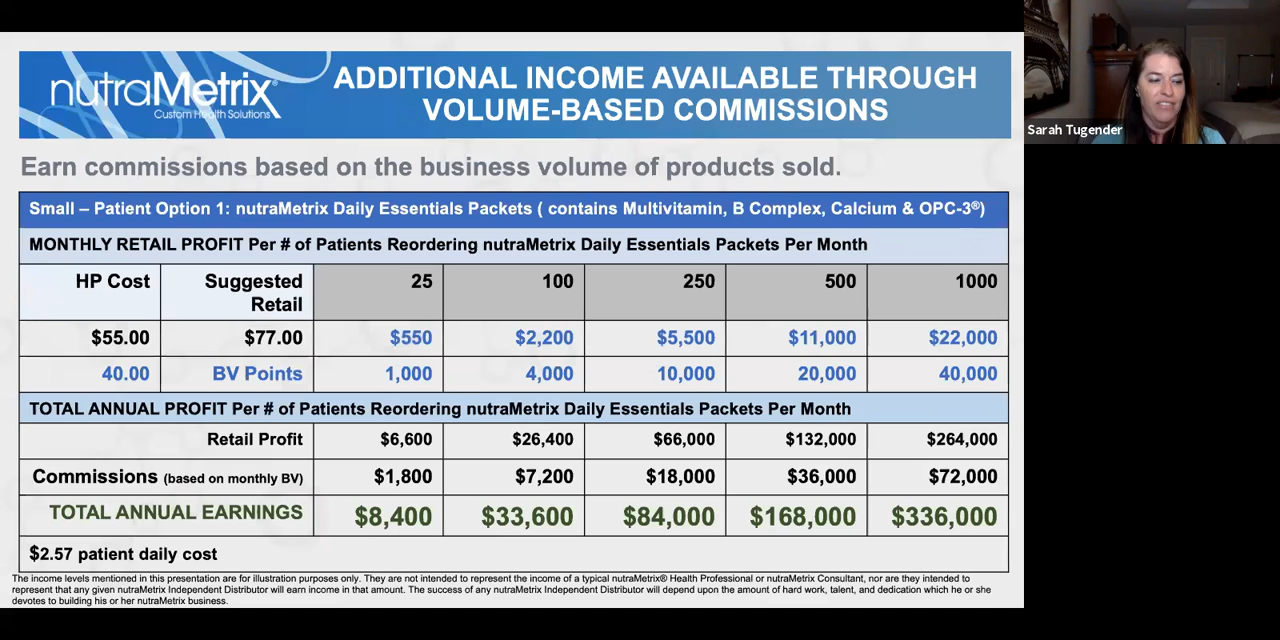 nutraMetrix®
Custom Health Solutions
ADDITIONAL INCOME AVAILABLE THROUGH
VOLUME-BASED COMMISSIONS
Sarah Tugender
Earn commissions based on the business volume of products sold.
Small – Patient Option 1: nutraMetrix Daily Essentials Packets ( contains Multivitamin, B Complex, Calcium & OPC-3®)
MONTHLY RETAIL PROFIT Per # of Patients Reordering nutraMetrix Daily Essentials Packets Per Month
HP Cost Suggested Retail 25 100 250 500 1000
$55.00 $77.00 $550 $2,200 $5,500 $11,000 $22,000
40.00 BV Points 1,000 4,000 10,000 20,000 40,000
TOTAL ANNUAL PROFIT Per # of Patients Reordering nutraMetrix Daily Essentials Packets Per Month
Retail Profit $6,600 $26,400 $66,000 $132,000 $264,000
Commissions (based on monthly BV) $1,800 $7,200 $18,000 $36,000 $72,000
TOTAL ANNUAL EARNINGS $8,400 $33,600 $84,000 $168,000 $336,000
$2.57 patient daily cost
The income levels mentioned in this presentation are for illustration purposes only. They are not intended to represent the income of a typical nutraMetrix® Health Professional or nutraMetrix Consultant, nor are they intended to
represent that any given nutraMetrix Independent Distributor will earn income in that amount. The success of any nutraMetrix Independent Distributor will depend upon the amount of hard work, talent, and dedication which he or she
devotes to building his or her nutraMetrix business.